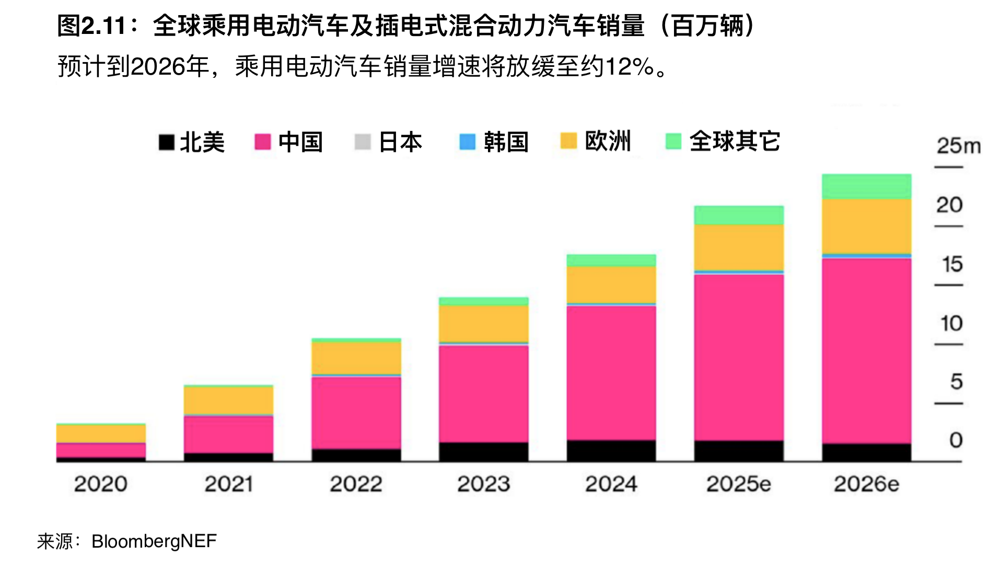 图2.11：全球乘用电动汽车及插电式混合动力汽车销量（百万辆）
预计到2026年，乘用电动汽车销量增速将放缓至约12%。
北美 中国 日本 韩国 欧洲 全球其它
25m
20
15
10
5
0
2020 2021 2022 2023 2024 2025e 2026e
来源：BloombergNEF